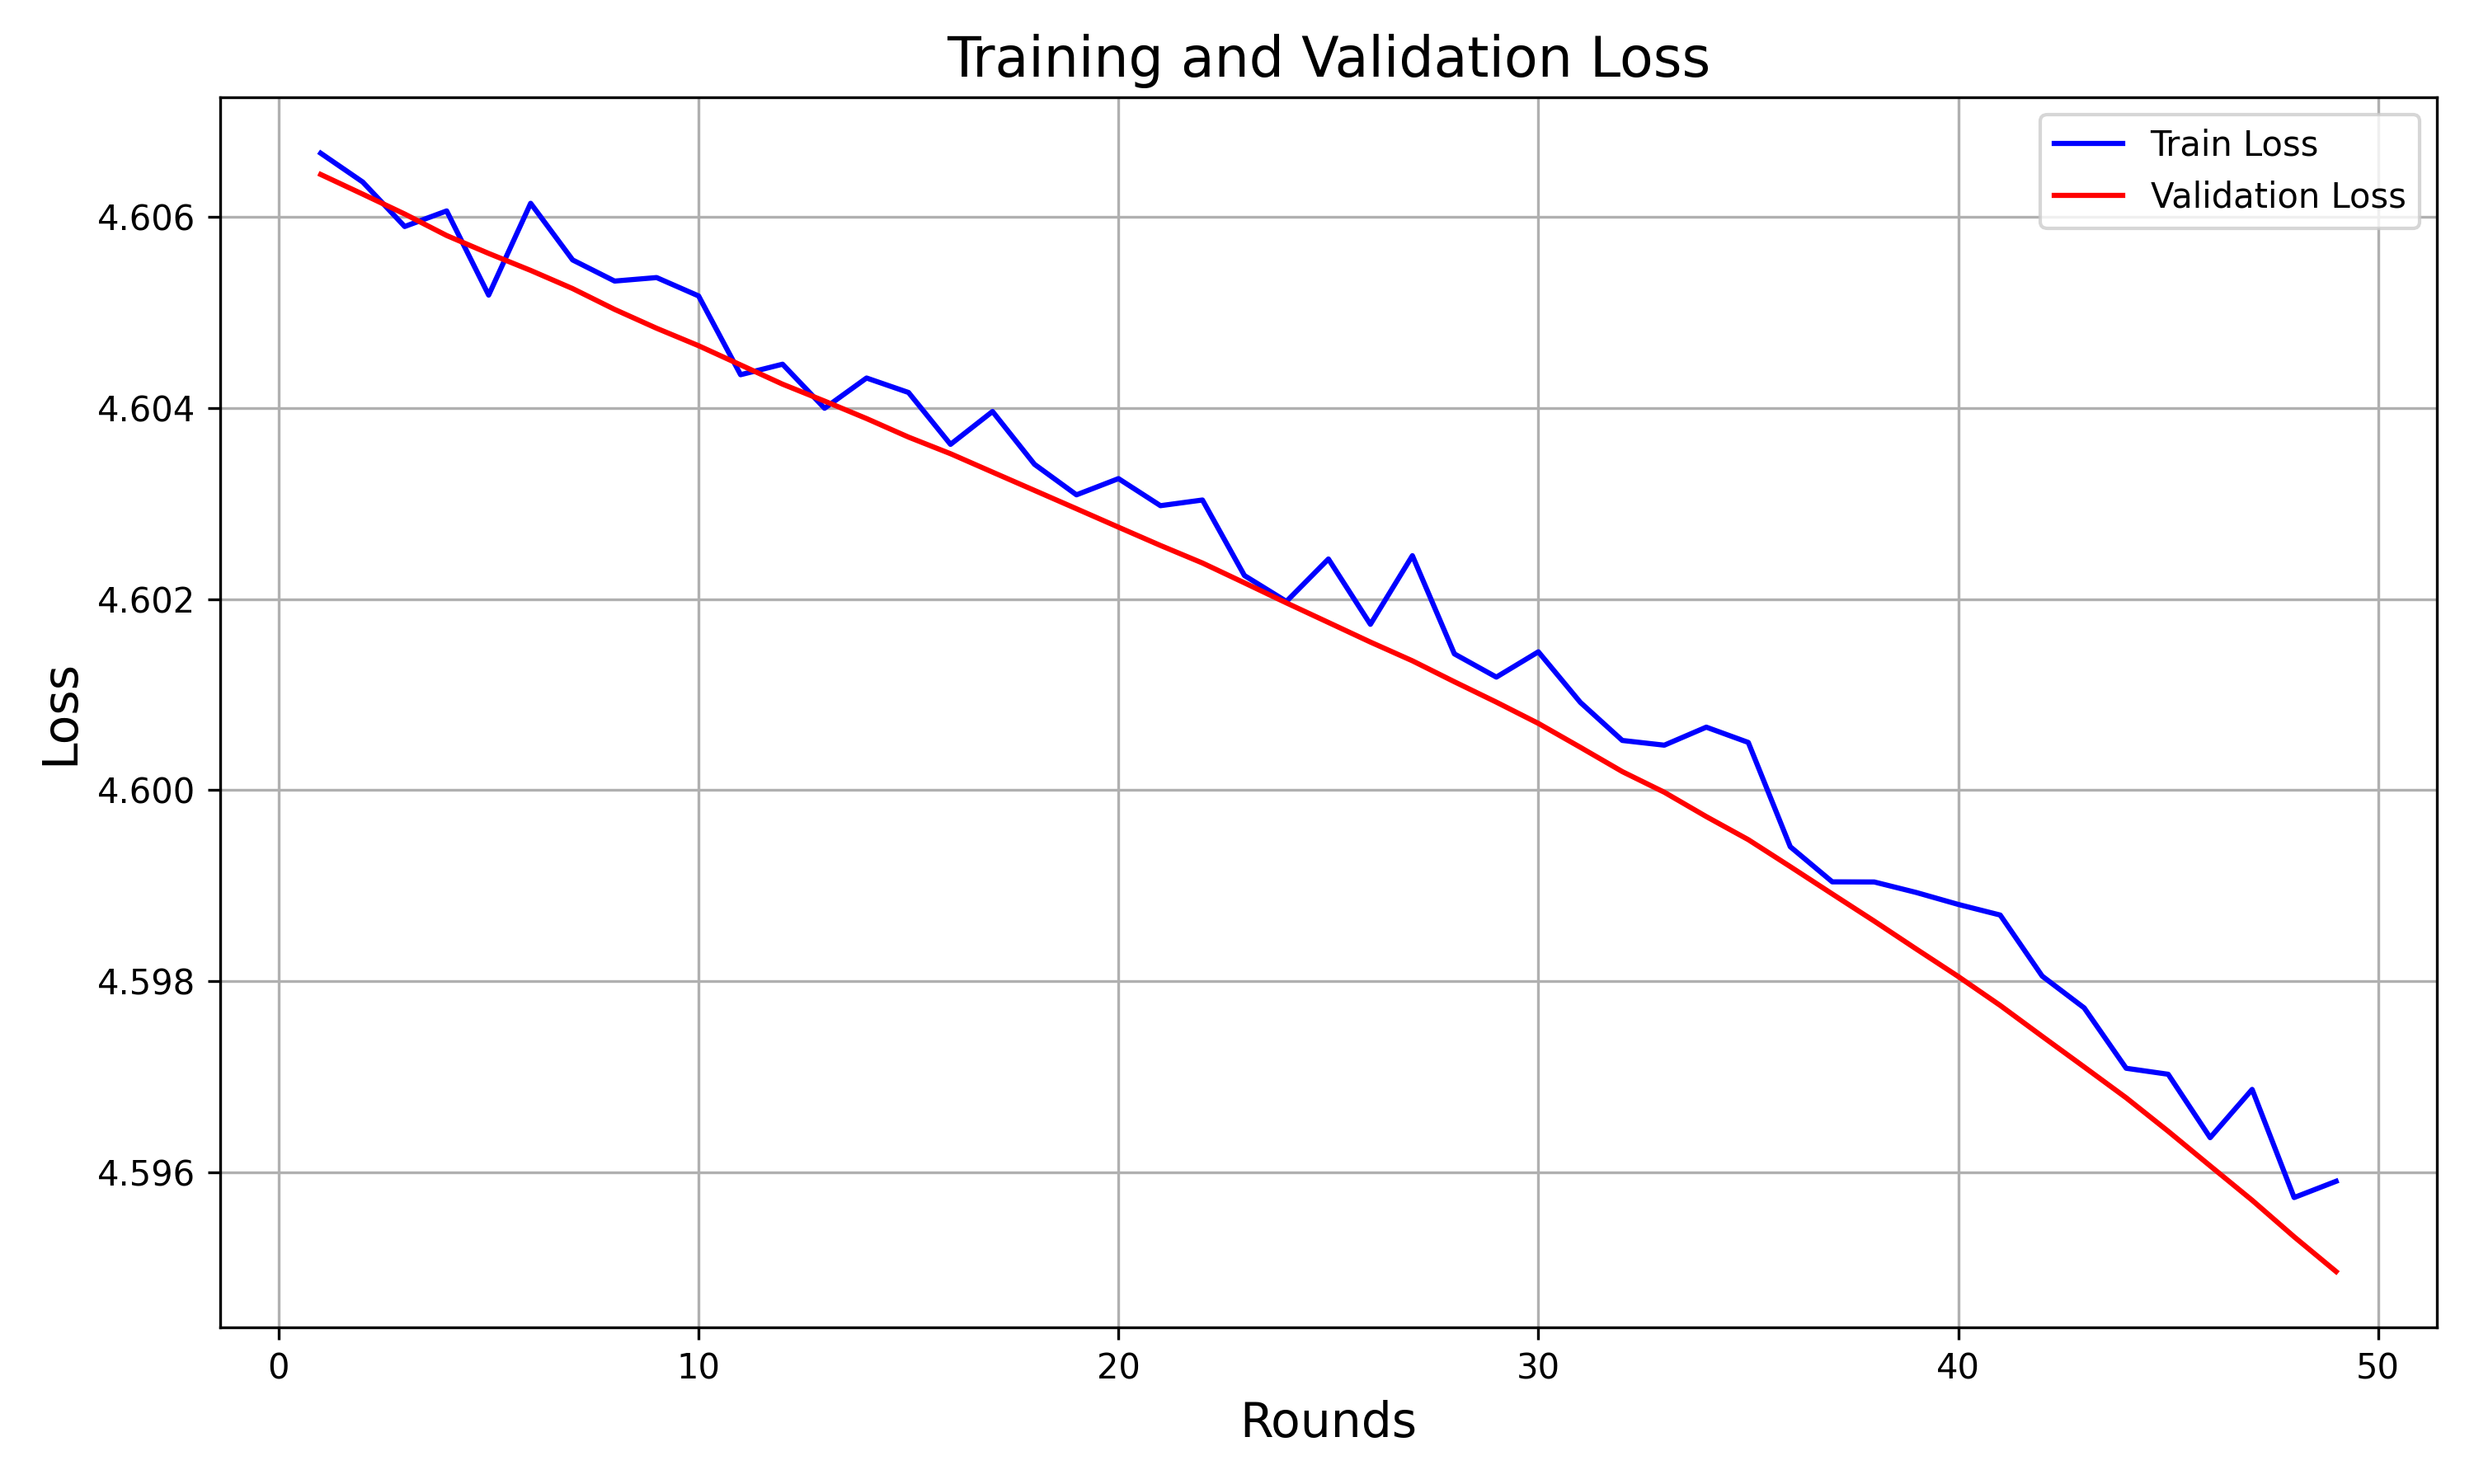 Training and Validation Loss
Train Loss
Validation Loss
4.606
4.604
4.602
4.600
4.598
4.596
Loss
0 10 20 30 40 50
Rounds